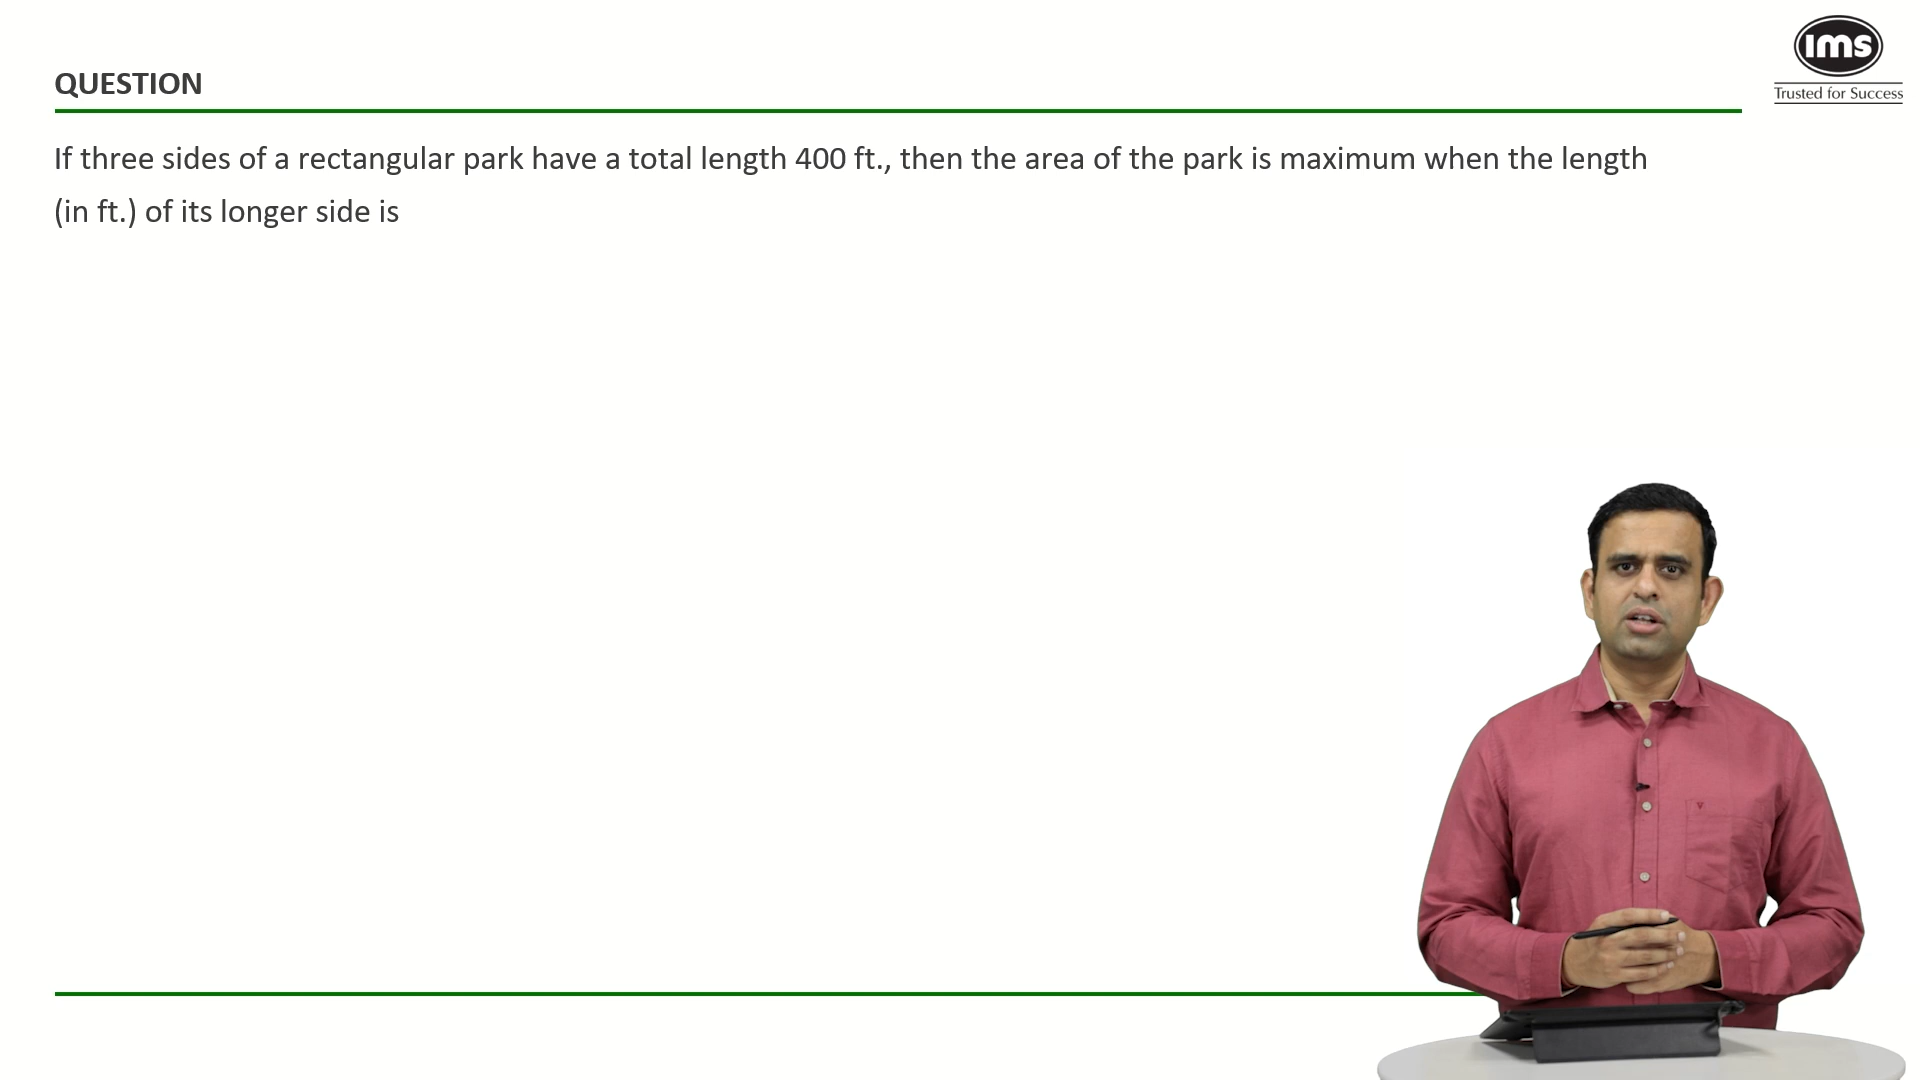 ims
Trusted for Success
QUESTION
If three sides of a rectangular park have a total length 400 ft., then the area of the park is maximum when the length
(in ft.) of its longer side is